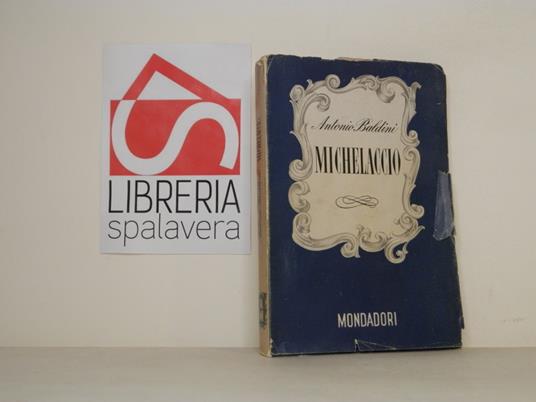 LIBRERIA
spalavera
Antonio Baldini
MICHELACCIO
MONDADORI